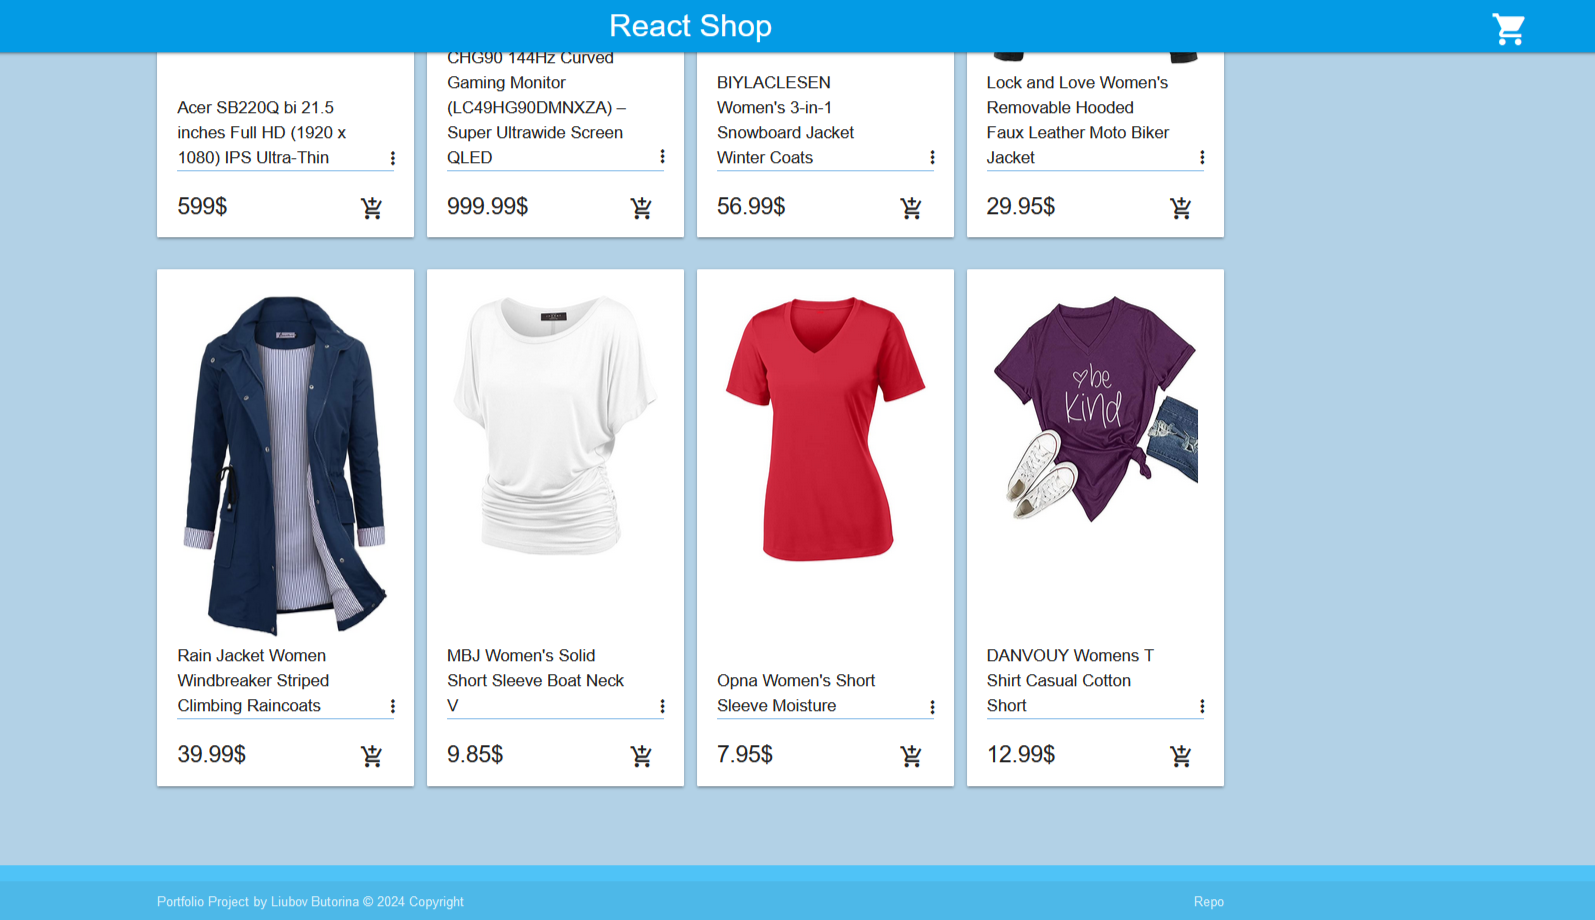 React Shop
Acer SB220Q bi 21.5
inches Full HD (1920 x
1080) IPS Ultra-Thin
599$
CHG90 144Hz Curved
Gaming Monitor
(LC49HG90DMNXZA) –
Super Ultrawide Screen
QLED
999.99$
BIYLACLESEN
Women's 3-in-1
Snowboard Jacket
Winter Coats
56.99$
Lock and Love Women's
Removable Hooded
Faux Leather Moto Biker
Jacket
29.95$
Rain Jacket Women
Windbreaker Striped
Climbing Raincoats
39.99$
MBJ Women's Solid
Short Sleeve Boat Neck
V
9.85$
Opna Women's Short
Sleeve Moisture
7.95$
be
kind
DANVOUY Womens T
Shirt Casual Cotton
Short
12.99$
Portfolio Project by Liubov Butorina © 2024 Copyright
Repo